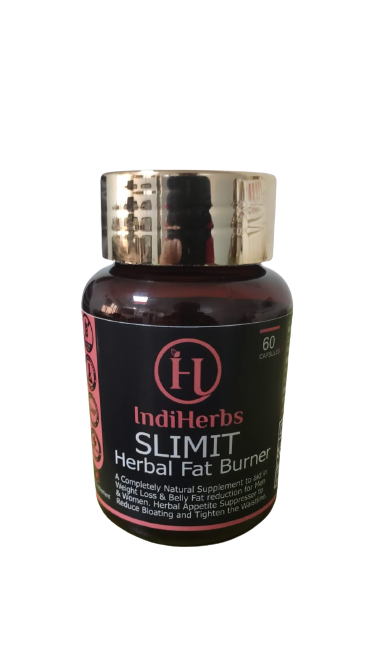 60
CAPSULES
IH
IndiHerbs
SLIMIT
Herbal Fat Burner
A Completely Natural Supplement to aid in
Weight Loss & Belly Fat reduction for Men
& Women, Herbal Appetite Suppressor to
Reduce Bloating and Tighten the Waistline